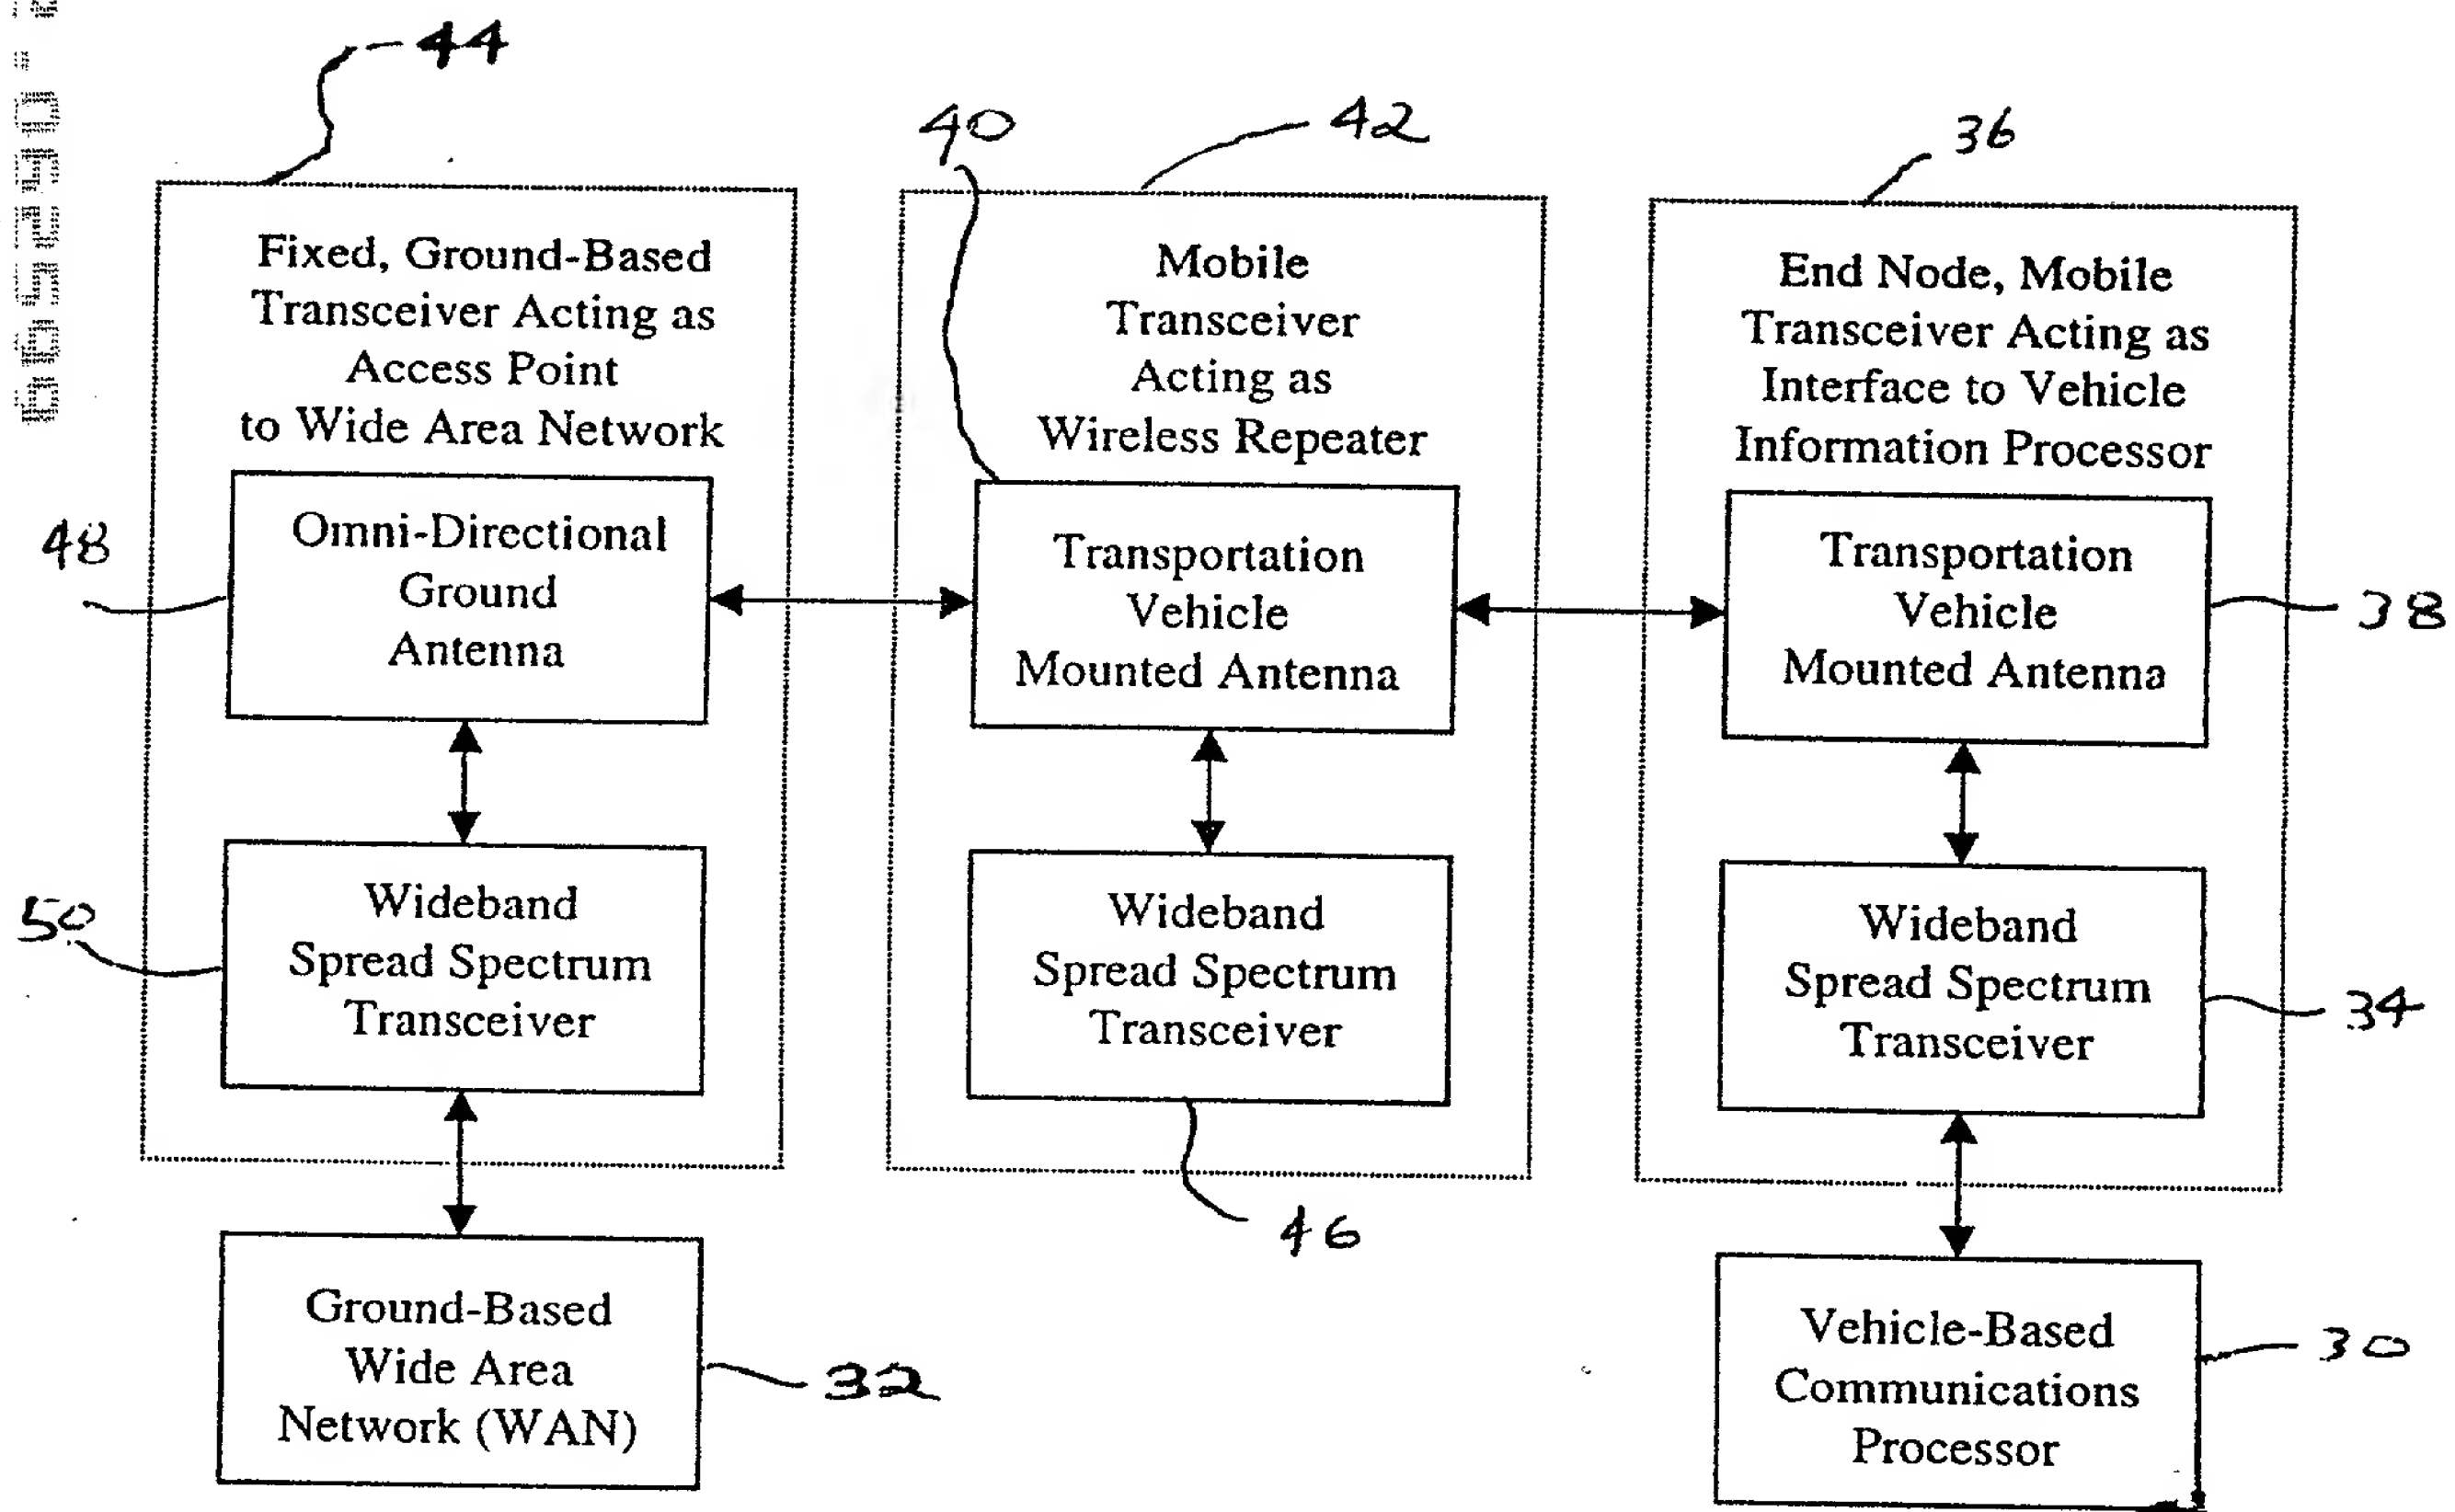 44
40
42
36
Fixed, Ground-Based
Transceiver Acting as
Access Point
to Wide Area Network
Mobile
Transceiver
Acting as
Wireless Repeater
End Node, Mobile
Transceiver Acting as
Interface to Vehicle
Information Processor
48
Omni-Directional
Ground
Antenna
Transportation
Vehicle
Mounted Antenna
Transportation
Vehicle
Mounted Antenna
38
50
Wideband
Spread Spectrum
Transceiver
Wideband
Spread Spectrum
Transceiver
Wideband
Spread Spectrum
Transceiver
34
46
Ground-Based
Wide Area
Network (WAN)
32
Vehicle-Based
Communications
Processor
30